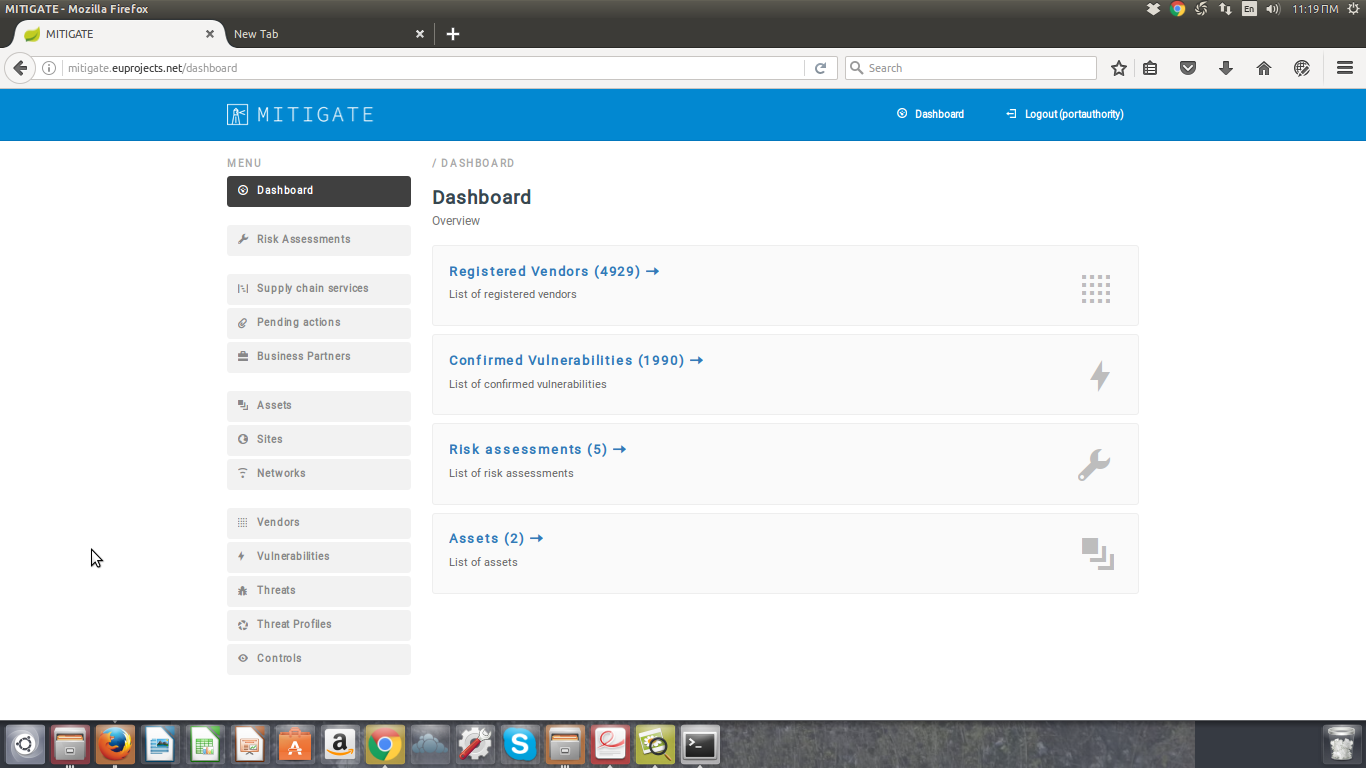 MITIGATE - Mozilla Firefox
En
11:19 ΠΜ
MITIGATE
New Tab
mitigate.euprojects.net/dashboard
Search
MITIGATE
Dashboard
Logout (portauthority)
MENU
Dashboard
Risk Assessments
Supply chain services
Pending actions
Business Partners
Assets
Sites
Networks
Vendors
Vulnerabilities
Threats
Threat Profiles
Controls
/ DASHBOARD
Dashboard
Overview
Registered Vendors (4929)
List of registered vendors
Confirmed Vulnerabilities (1990)
List of confirmed vulnerabilities
Risk assessments (5)
List of risk assessments
Assets (2)
List of assets